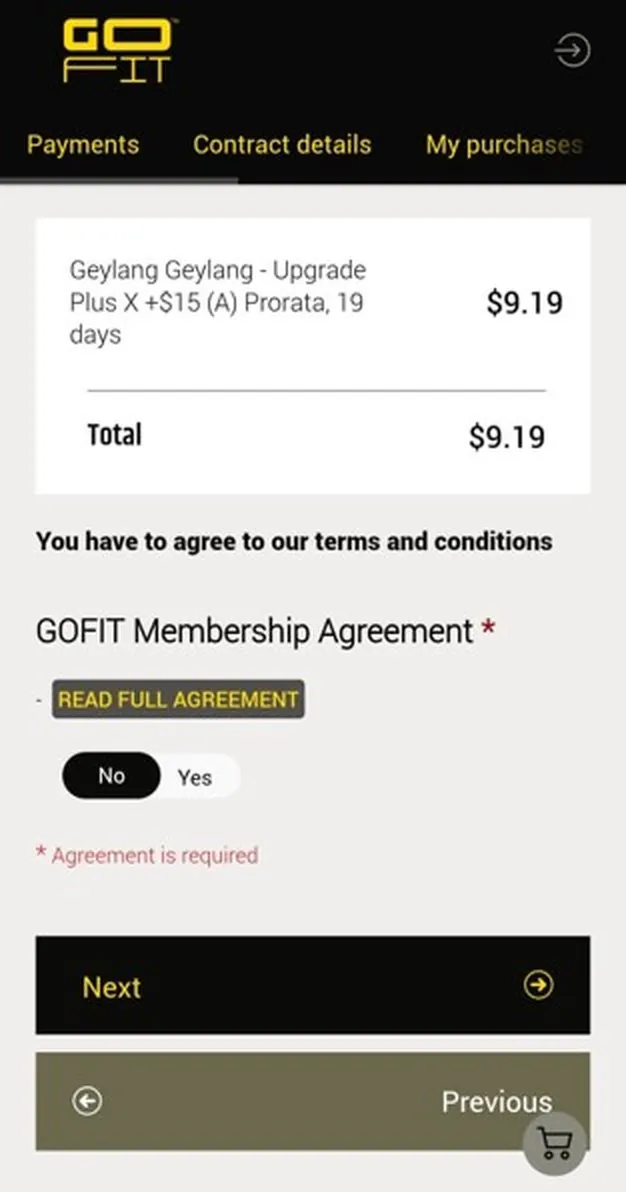 GO
FIT
Payments Contract details My purchases
Geylang Geylang - Upgrade
Plus X +$15 (A) Prorata, 19
days
$9.19
Total $9.19
You have to agree to our terms and conditions
GOFIT Membership Agreement *
- READ FULL AGREEMENT
No Yes
* Agreement is required
Next
Previous